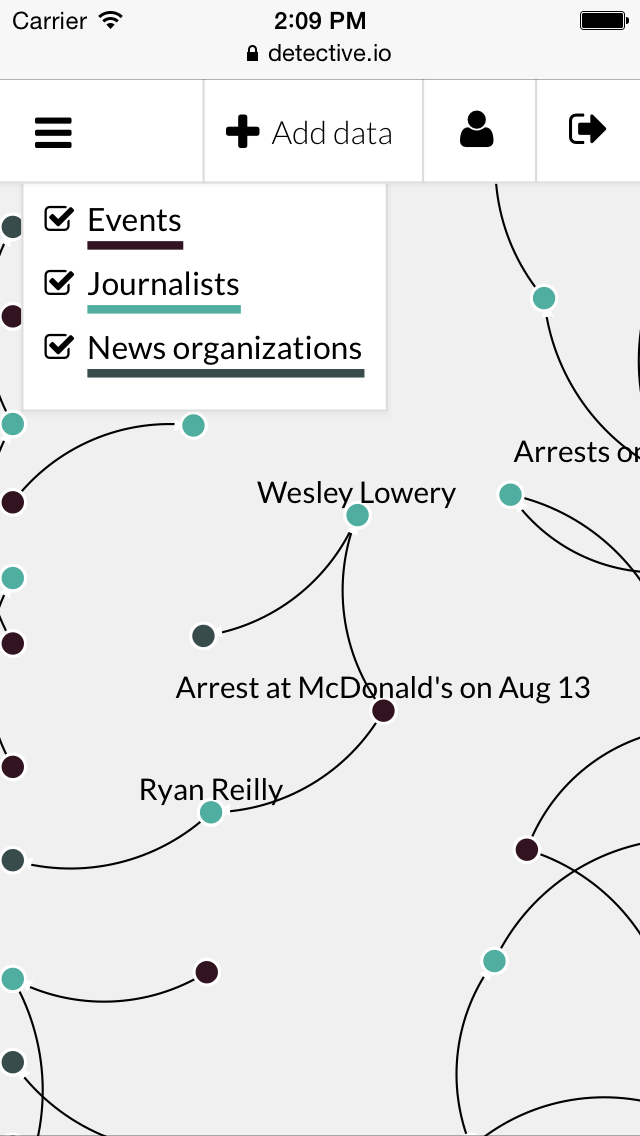 Carrier 2:09 PM
detective.io
Add data
Events
Journalists
News organizations
Arrests
Wesley Lowery
Arrest at McDonald's on Aug 13
Ryan Reilly